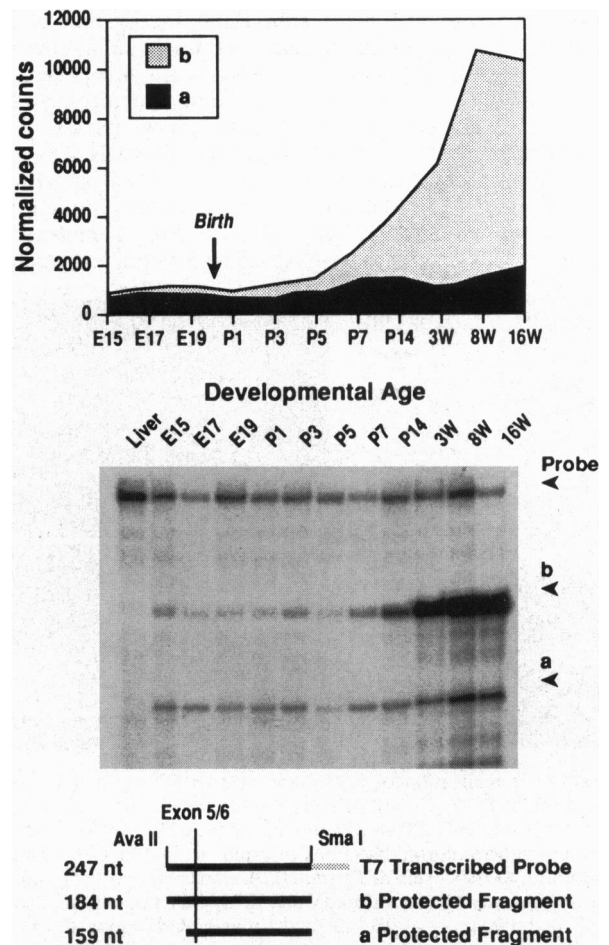 12000
10000
8000
6000
4000
2000
0
Normalized counts
b
a
Birth
E15 E17 E19 P1 P3 P5 P7 P14 3W 8W 16W
Developmental Age
Liver E15 E17 E19 P1 P3 P5 P7 P14 3W 8W 16W
Probe
b
a
Exon 5/6
Ava II Sma I
247 nt T7 Transcribed Probe
184 nt b Protected Fragment
159 nt a Protected Fragment